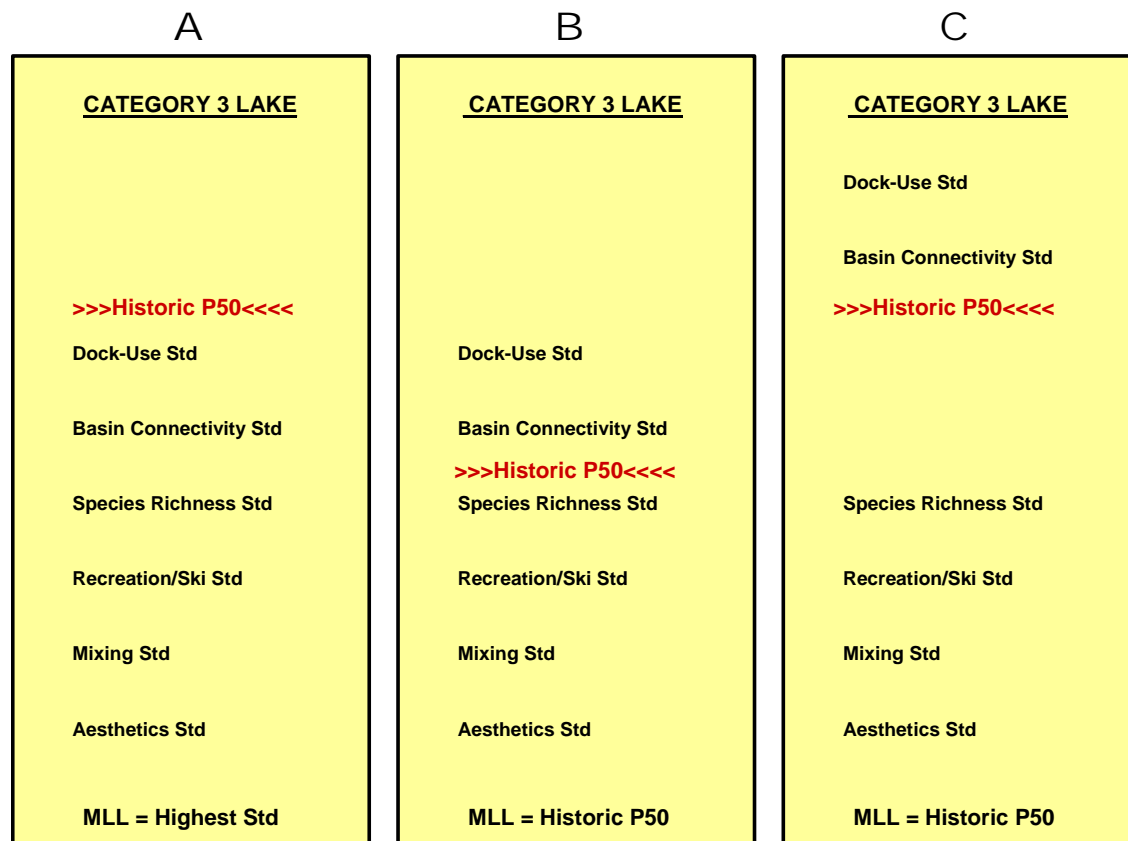 A
CATEGORY 3 LAKE
>>>Historic P50<<<<
Dock-Use Std
Basin Connectivity Std
Species Richness Std
Recreation/Ski Std
Mixing Std
Aesthetics Std
MLL = Highest Std
B
CATEGORY 3 LAKE
Dock-Use Std
Basin Connectivity Std
>>>Historic P50<<<<
Species Richness Std
Recreation/Ski Std
Mixing Std
Aesthetics Std
MLL = Historic P50
C
CATEGORY 3 LAKE
Dock-Use Std
Basin Connectivity Std
>>>Historic P50<<<<
Species Richness Std
Recreation/Ski Std
Mixing Std
Aesthetics Std
MLL = Historic P50